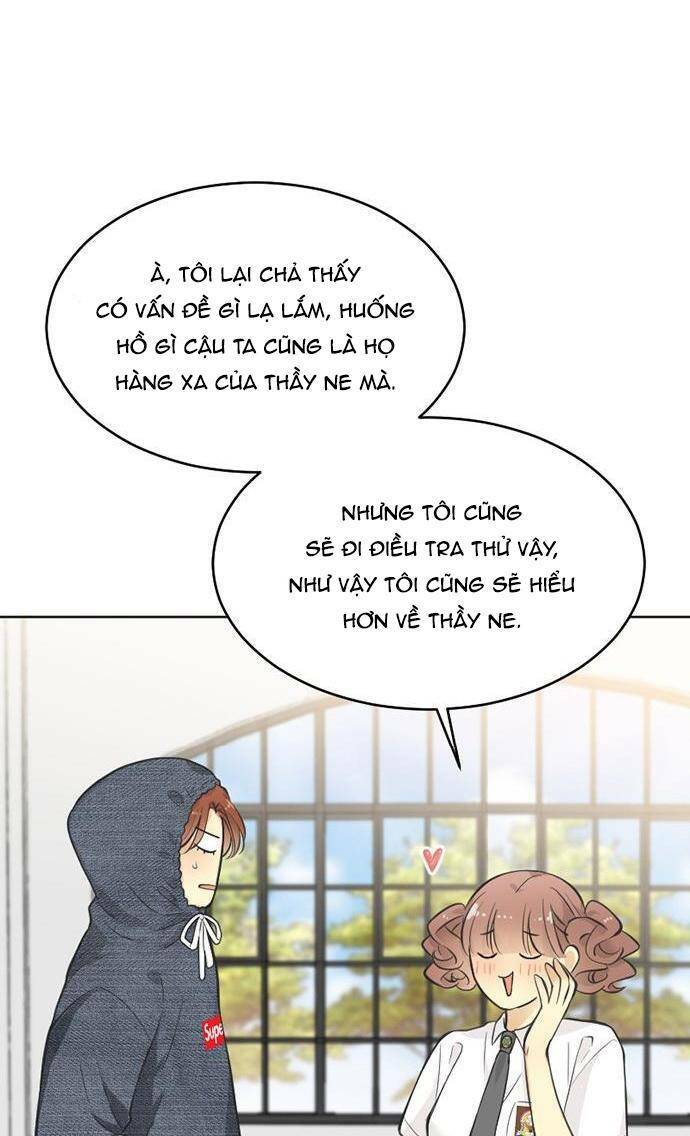 À, TÔI LẠI CHẢ THẤY
CÓ VẤN ĐỀ GÌ LẠ LẮM, HUỐNG
HỒ GÌ CẬU TA CŨNG LÀ HỌ
HÀNG XA CỦA THẦY NE MÀ.
NHƯNG TÔI CŨNG
SẼ ĐI ĐIỀU TRA THỬ VẬY,
NHƯ VẬY TÔI CŨNG SẼ HIỂU
HƠN VỀ THẦY NE.
Supe